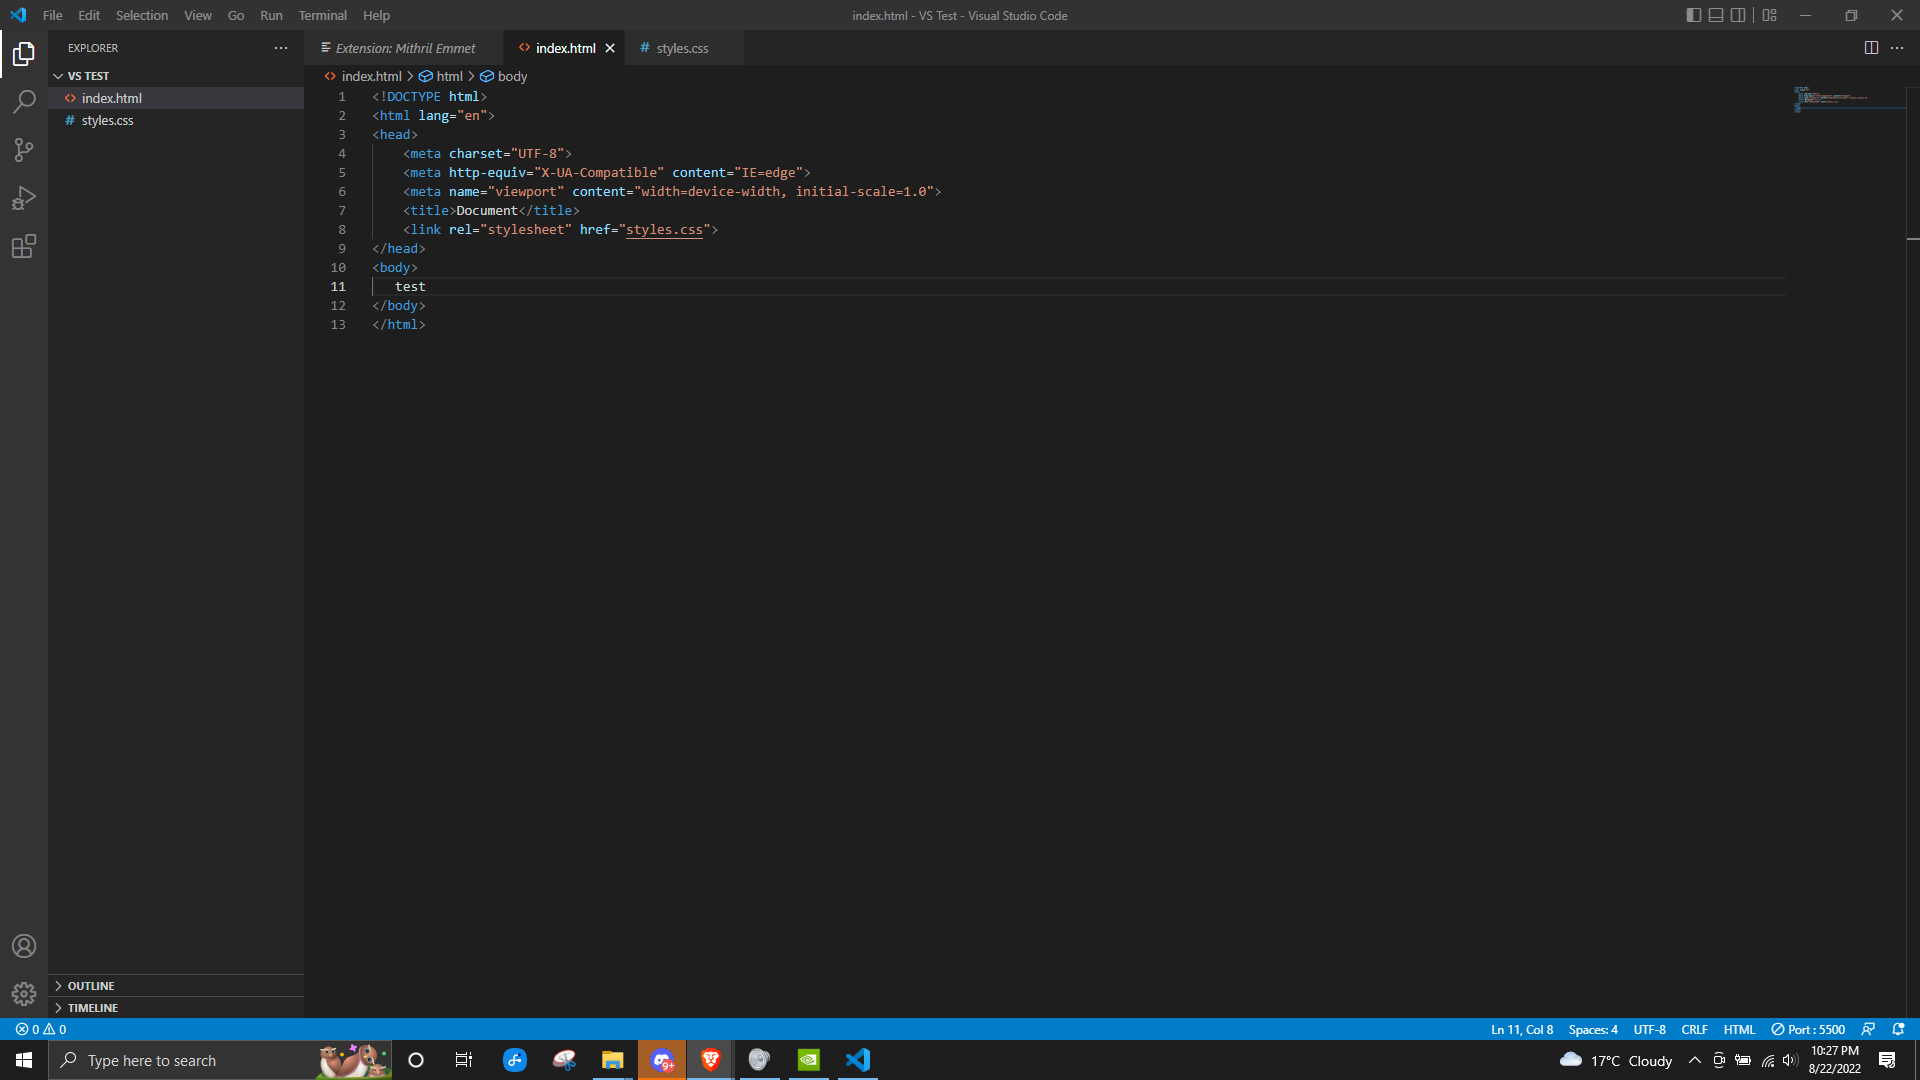 File Edit Selection View Go Run Terminal Help
index.html - VS Test - Visual Studio Code
EXPLORER
VS TEST
index.html
styles.css
OUTLINE
TIMELINE
Extension: Mithril Emmet
index.html
styles.css
index.html > html > body
1 <!DOCTYPE html>
2 <html lang="en">
3 <head>
4 <meta charset="UTF-8">
5 <meta http-equiv="X-UA-Compatible" content="IE=edge">
6 <meta name="viewport" content="width=device-width, initial-scale=1.0">
7 <title>Document</title>
8 <link rel="stylesheet" href="styles.css">
9 </head>
10 <body>
11 test
12 </body>
13 </html>
0 0
Ln 11, Col 8 Spaces: 4 UTF-8 CRLF HTML Port : 5500
Type here to search
9+
17°C Cloudy
10:27 PM
8/22/2022